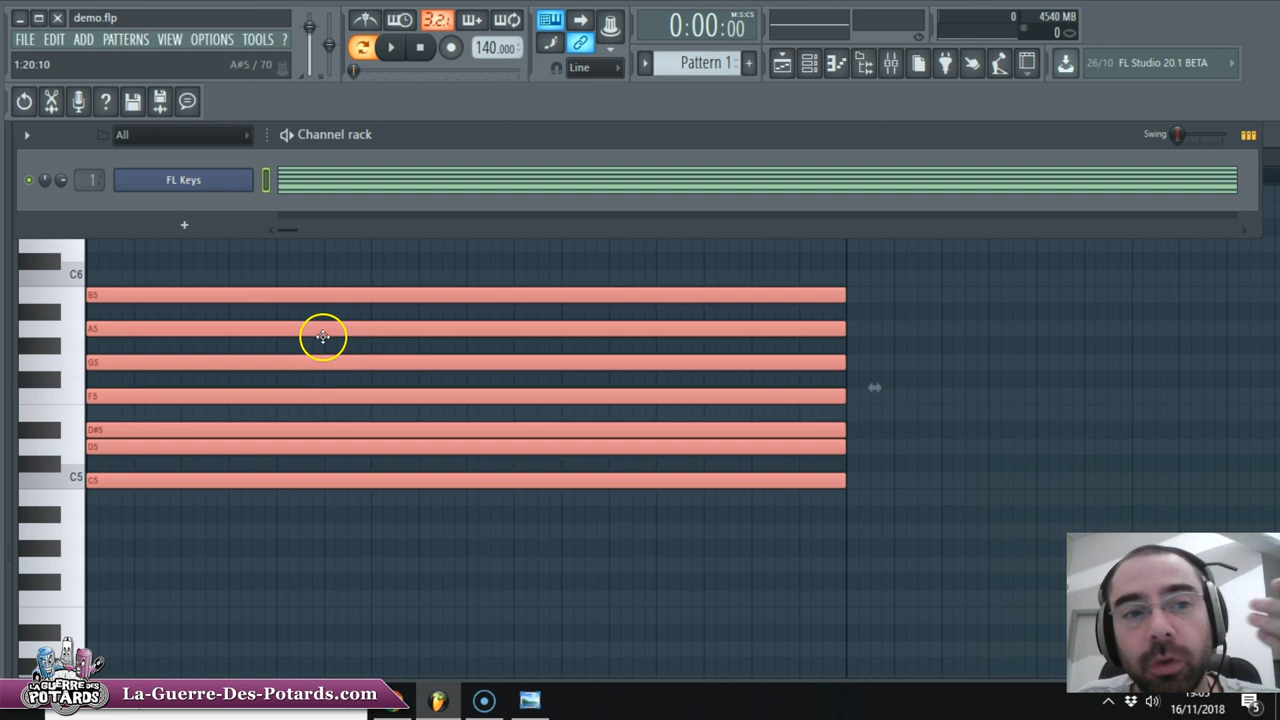 demo.flp
FILE EDIT ADD PATTERNS VIEW OPTIONS TOOLS ?
1:20:10 A#5 / 70
3.2.
140.000
Line
0:00:00
M:S:CS
Pattern 1
0 4540 MB
0
26/10 FL Studio 20.1 BETA
All
Channel rack
Swing
1 FL Keys
C6
B5
A5
G5
F5
D#5
D5
C5 C5
LA GUERRE DES
POTARDS
La-Guerre-Des-Potards.com
19:05
16/11/2018
5